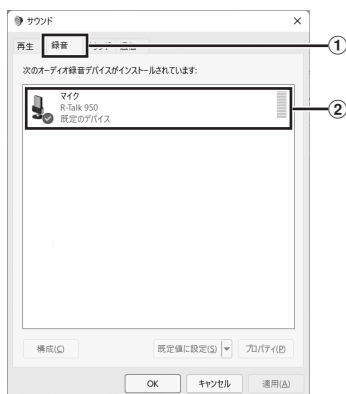 サウンド
再生 録音
①
次のオーディオ録音デバイスがインストールされています:
マイク
R-Talk 950
既定のデバイス
②
構成(C) 既定値に設定(S) プロパティ(P)
OK キャンセル 適用(A)